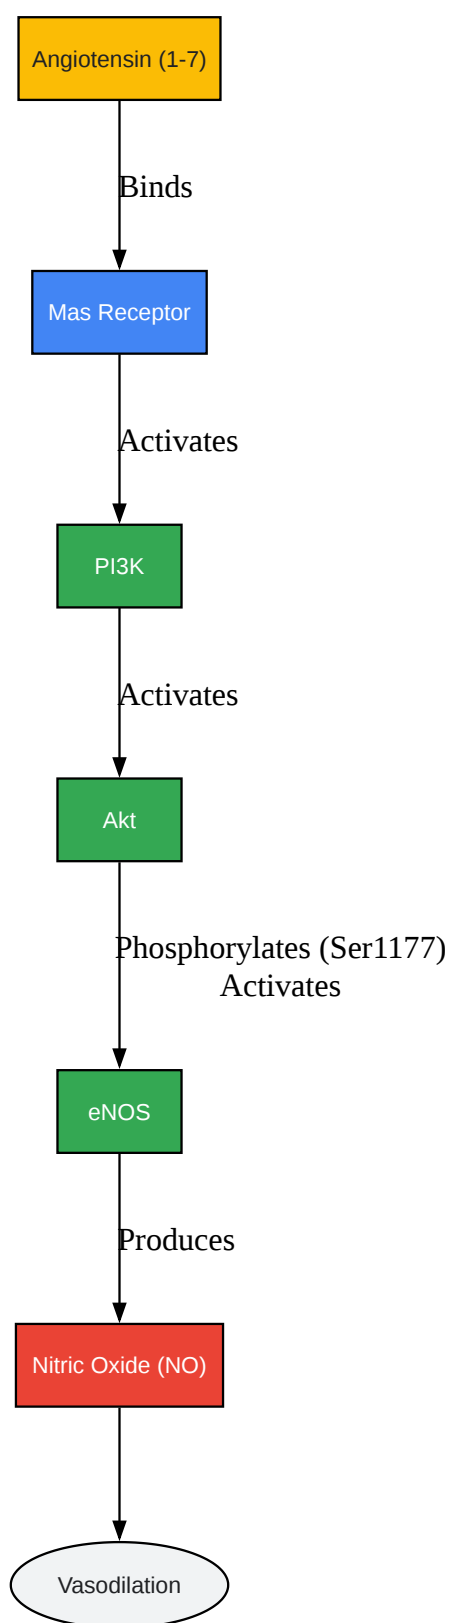 Angiotensin (1-7)
Binds
Mas Receptor
Activates
PI3K
Activates
Akt
Phosphorylates (Ser1177)
Activates
eNOS
Produces
Nitric Oxide (NO)
Vasodilation